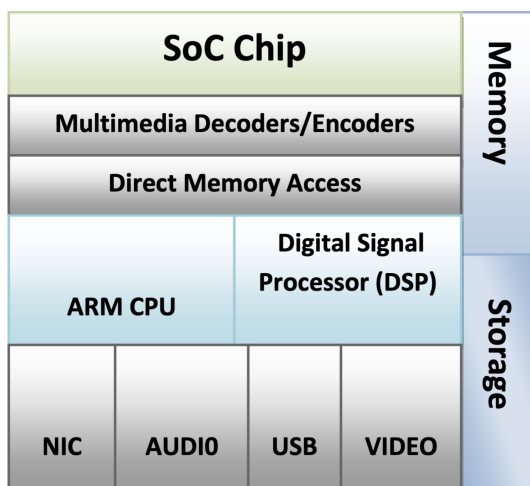 SoC Chip
Memory
Multimedia Decoders/Encoders
Direct Memory Access
Digital Signal
Processor (DSP)
ARM CPU
Storage
NIC
AUDI0
USB
VIDEO